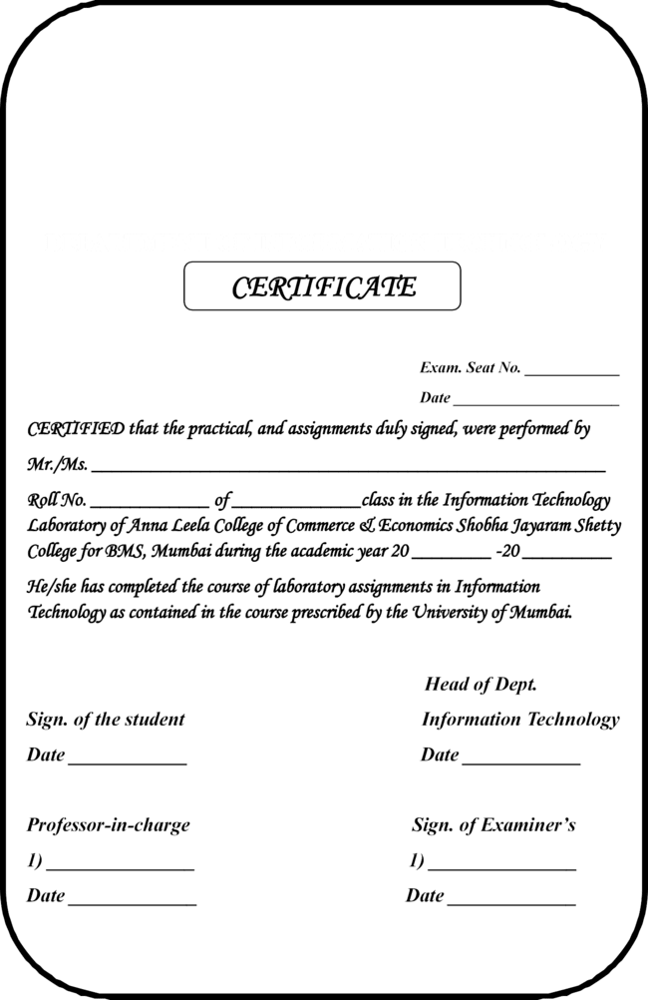 CERTIFICATE
Exam. Seat No. ____________
Date _____________________
CERTIFIED that the practical, and assignments duly signed, were performed by
Mr./Ms. ____________________________________________________
Roll No. ____________ of _____________class in the Information Technology
Laboratory of Anna Leela College of Commerce & Economics Shobha Jayaram Shetty
College for BMS, Mumbai during the academic year 20 ________ -20 _________
He/she has completed the course of laboratory assignments in Information
Technology as contained in the course prescribed by the University of Mumbai.
Head of Dept.
Sign. of the student Information Technology
Date ____________ Date ____________
Professor-in-charge Sign. of Examiner’s
1) _______________ 1) _______________
Date _____________ Date _____________